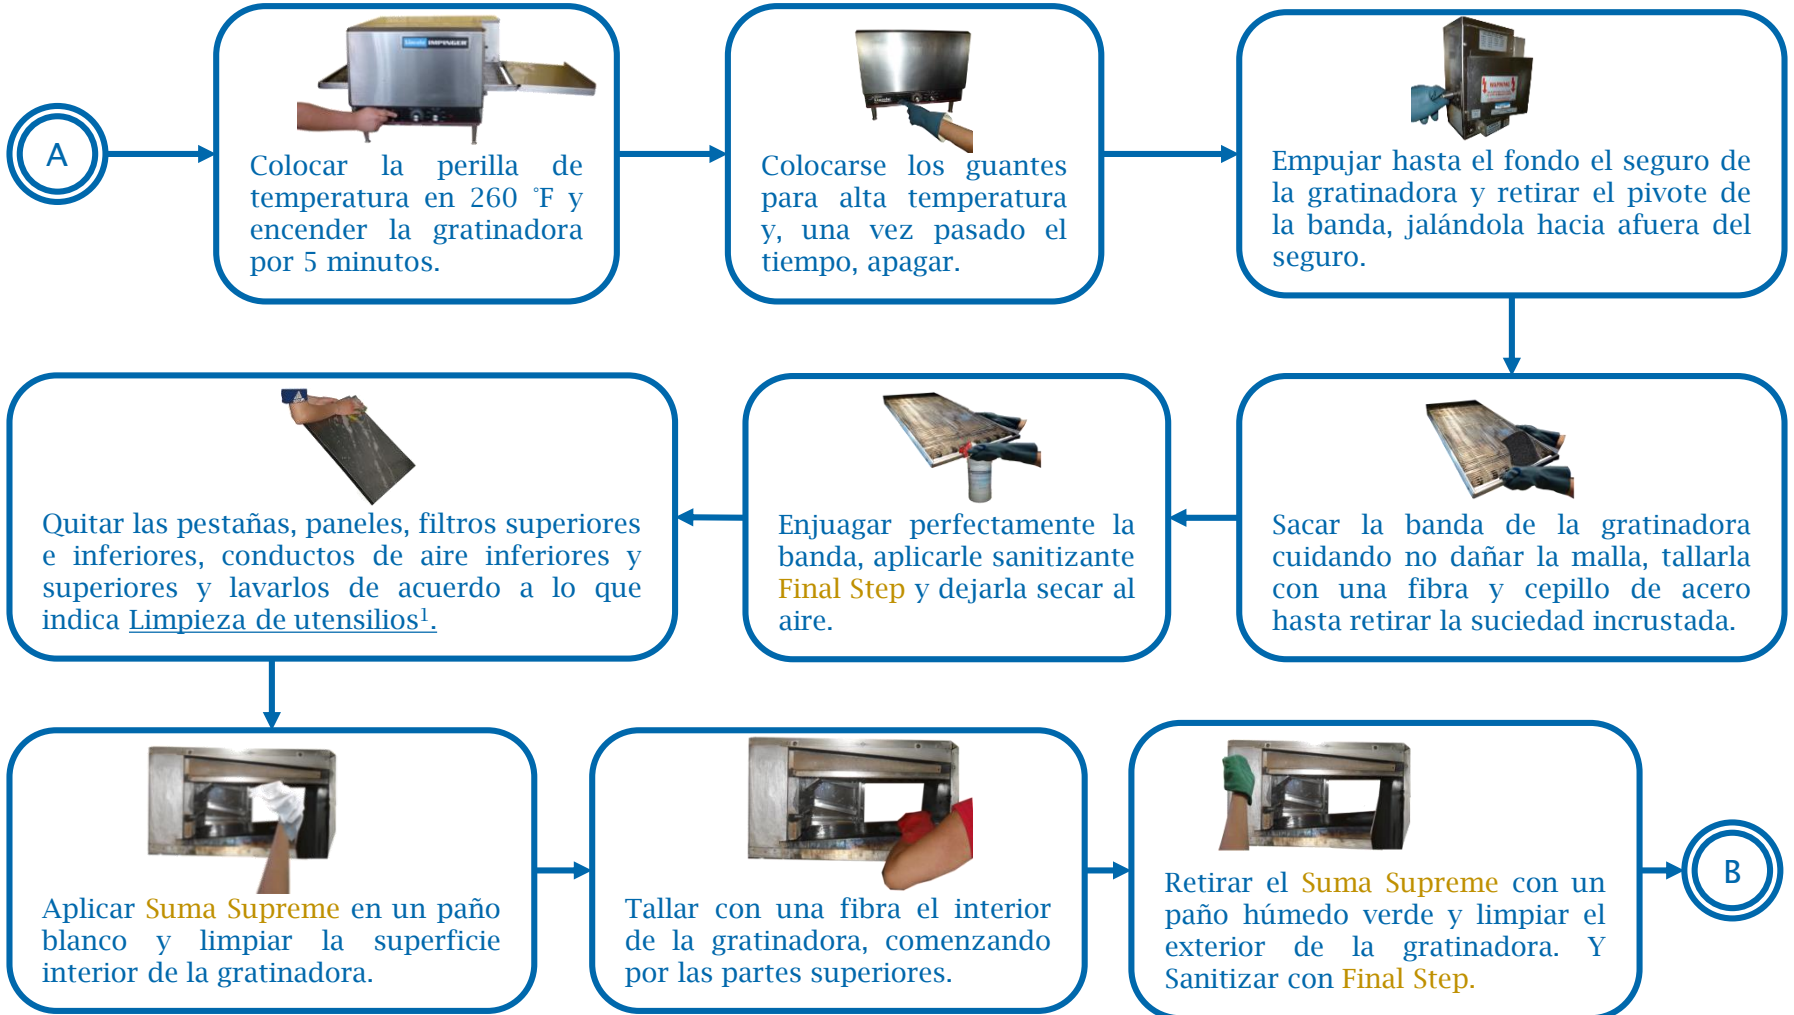 A
IMPINGER
Colocar la perilla de
temperatura en 260 °F y
encender la gratinadora
por 5 minutos.
Colocarse los guantes
para alta temperatura
y, una vez pasado el
tiempo, apagar.
WARNING
Empujar hasta el fondo el seguro de
la gratinadora y retirar el pivote de
la banda, jalándola hacia afuera del
seguro.
Quitar las pestañas, paneles, filtros superiores
e inferiores, conductos de aire inferiores y
superiores y lavarlos de acuerdo a lo que
indica Limpieza de utensilios¹.
Enjuagar perfectamente la
banda, aplicarle sanitizante
Final Step y dejarla secar al
aire.
Sacar la banda de la gratinadora
cuidando no dañar la malla, tallarla
con una fibra y cepillo de acero
hasta retirar la suciedad incrustada.
Aplicar Suma Supreme en un paño
blanco y limpiar la superficie
interior de la gratinadora.
Tallar con una fibra el interior
de la gratinadora, comenzando
por las partes superiores.
Retirar el Suma Supreme con un
paño húmedo verde y limpiar el
exterior de la gratinadora. Y
Sanitizar con Final Step.
B